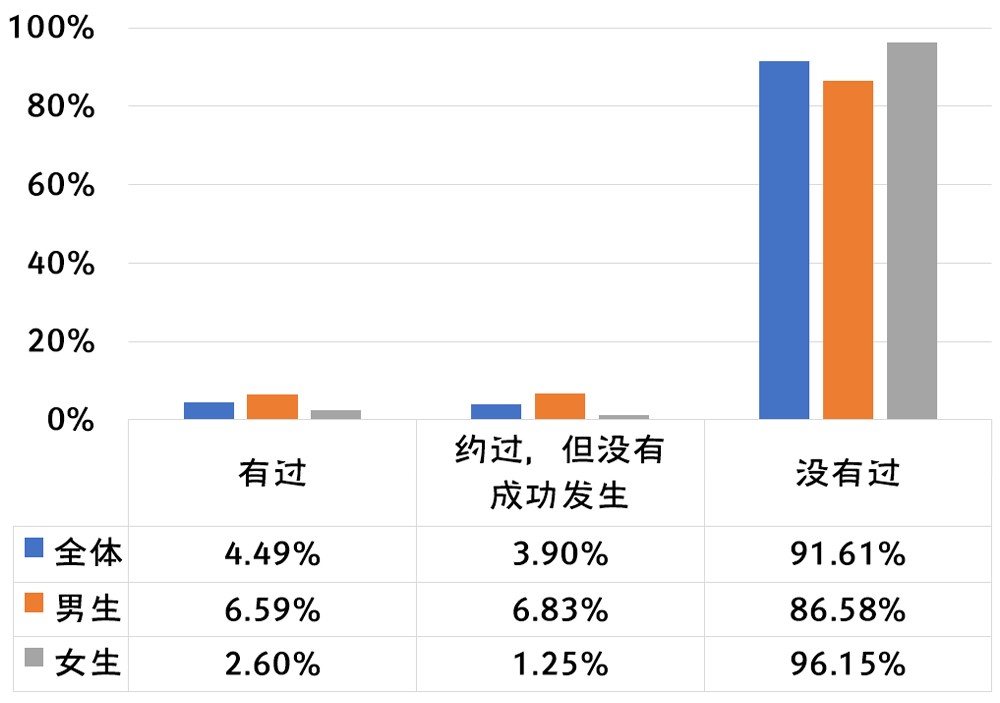 100%
80%
60%
40%
20%
0%
有过
约过，但没有
成功发生
没有过
全体 4.49% 3.90% 91.61%
男生 6.59% 6.83% 86.58%
女生 2.60% 1.25% 96.15%